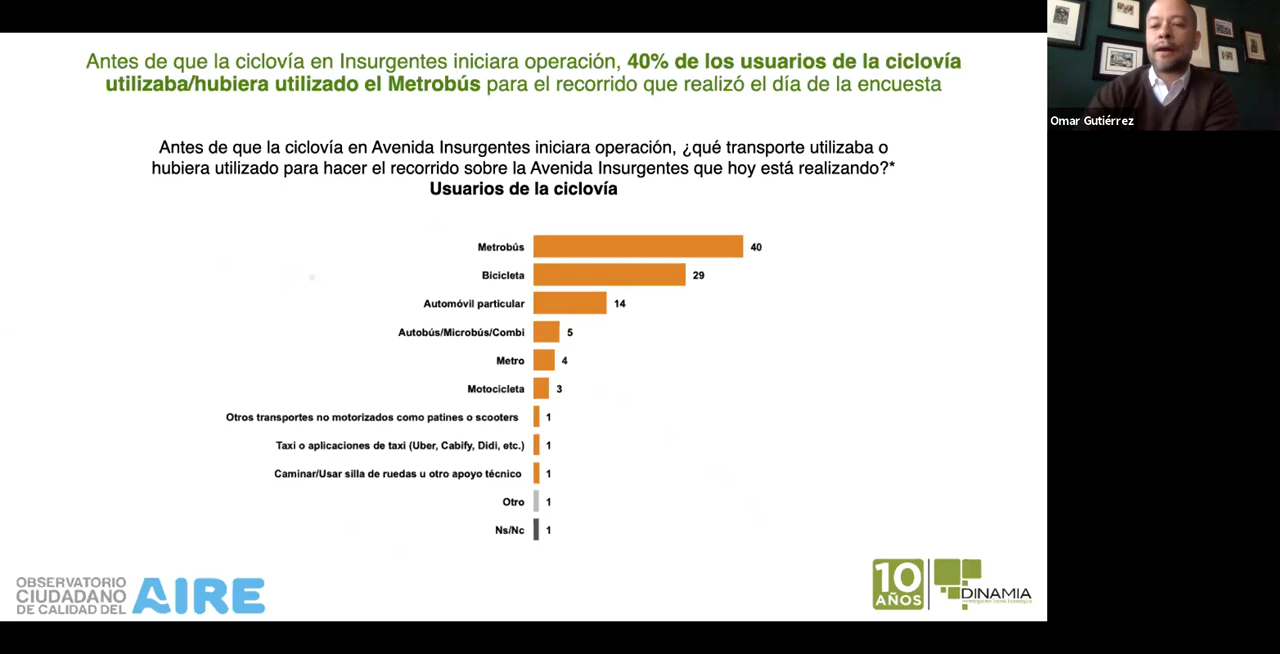 Antes de que la ciclovía en Insurgentes iniciara operación, 40% de los usuarios de la ciclovía
utilizaba/hubiera utilizado el Metrobús para el recorrido que realizó el día de la encuesta
Omar Gutiérrez
Antes de que la ciclovía en Avenida Insurgentes iniciara operación, ¿qué transporte utilizaba o
hubiera utilizado para hacer el recorrido sobre la Avenida Insurgentes que hoy está realizando?*
Usuarios de la ciclovía
Metrobús 40
Bicicleta 29
Automóvil particular 14
Autobús/Microbús/Combi 5
Metro 4
Motocicleta 3
Otros transportes no motorizados como patines o scooters 1
Taxi o aplicaciones de taxi (Uber, Cabify, Didi, etc.) 1
Caminar/Usar silla de ruedas u otro apoyo técnico 1
Otro 1
Ns/Nc 1
OBSERVATORIO
CIUDADANO
DE CALIDAD DEL
AIRE
10
AÑOS
DINAMIA